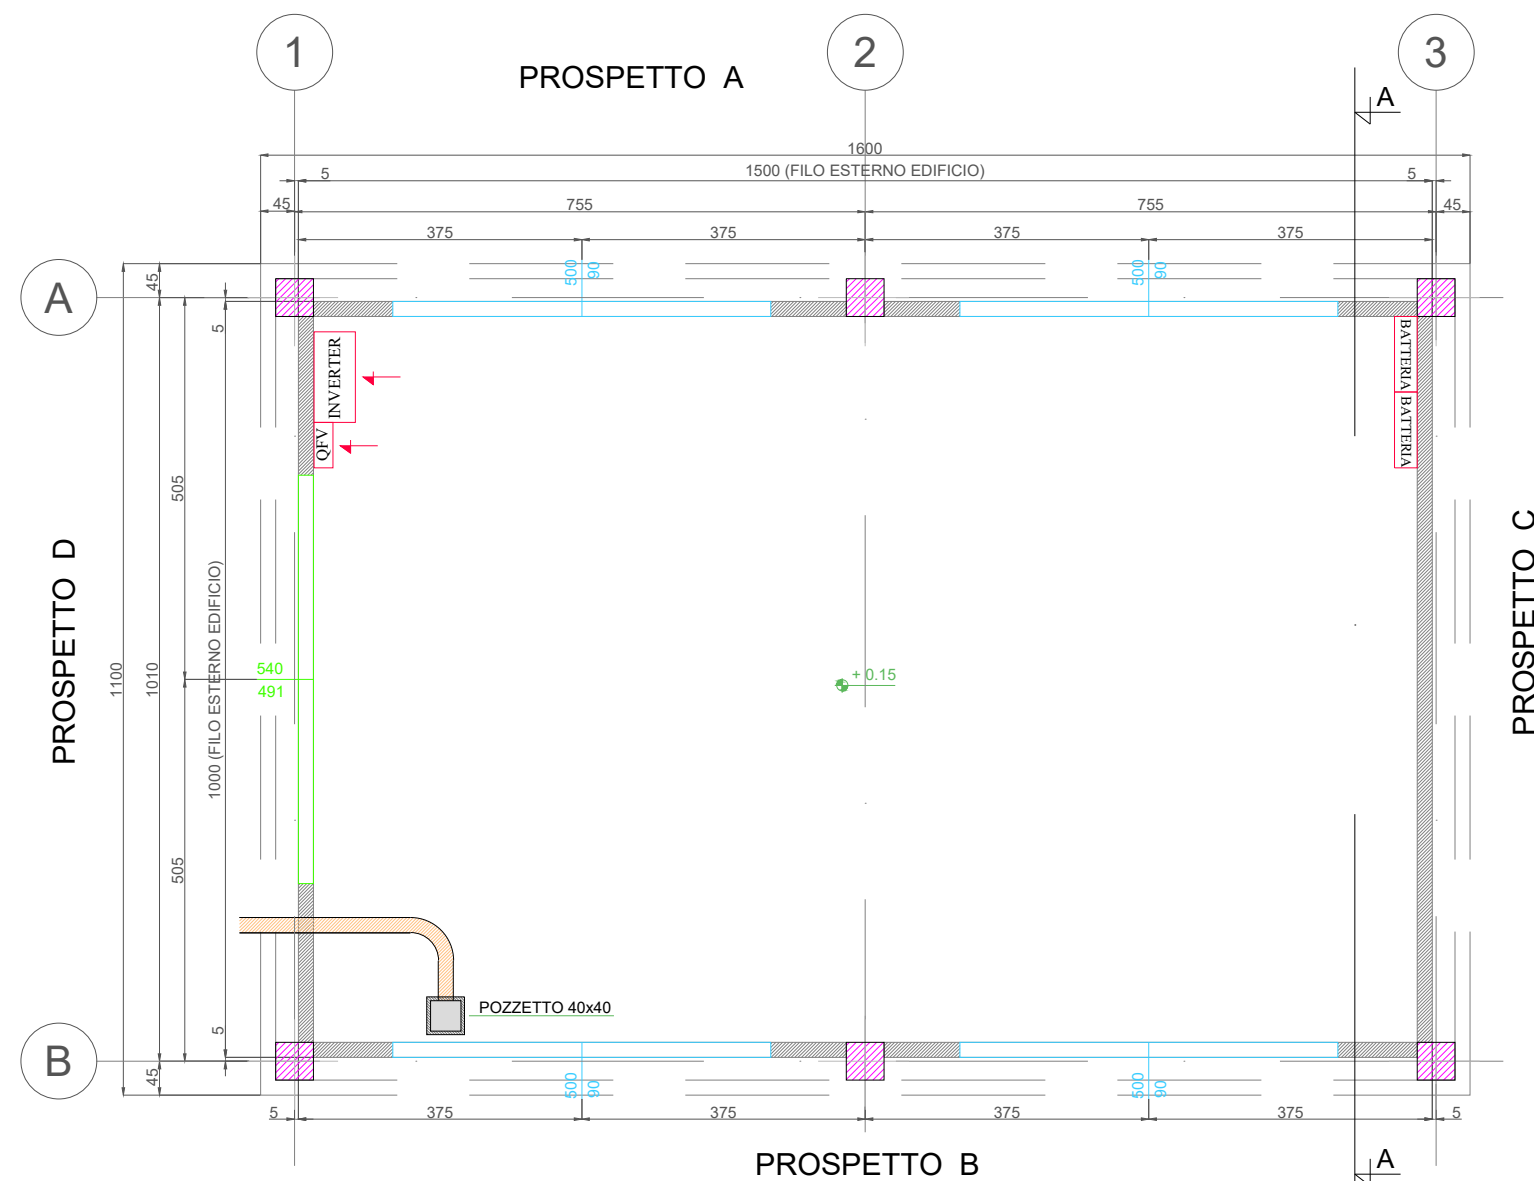 1
2
3
PROSPETTO A
A
1600
5
1500 (FILO ESTERNO EDIFICIO)
5
45
755
755
45
375
375
375
375
A
45
500
90
500
90
5
INVERTER
BATTERIA
QFV
BATTERIA
505
PROSPETTO D
1100
1010
1000 (FILO ESTERNO EDIFICIO)
540
491
+ 0.15
PROSPETTO C
505
POZZETTO 40x40
5
B
45
500
90
500
90
5
375
375
375
375
5
PROSPETTO B
A